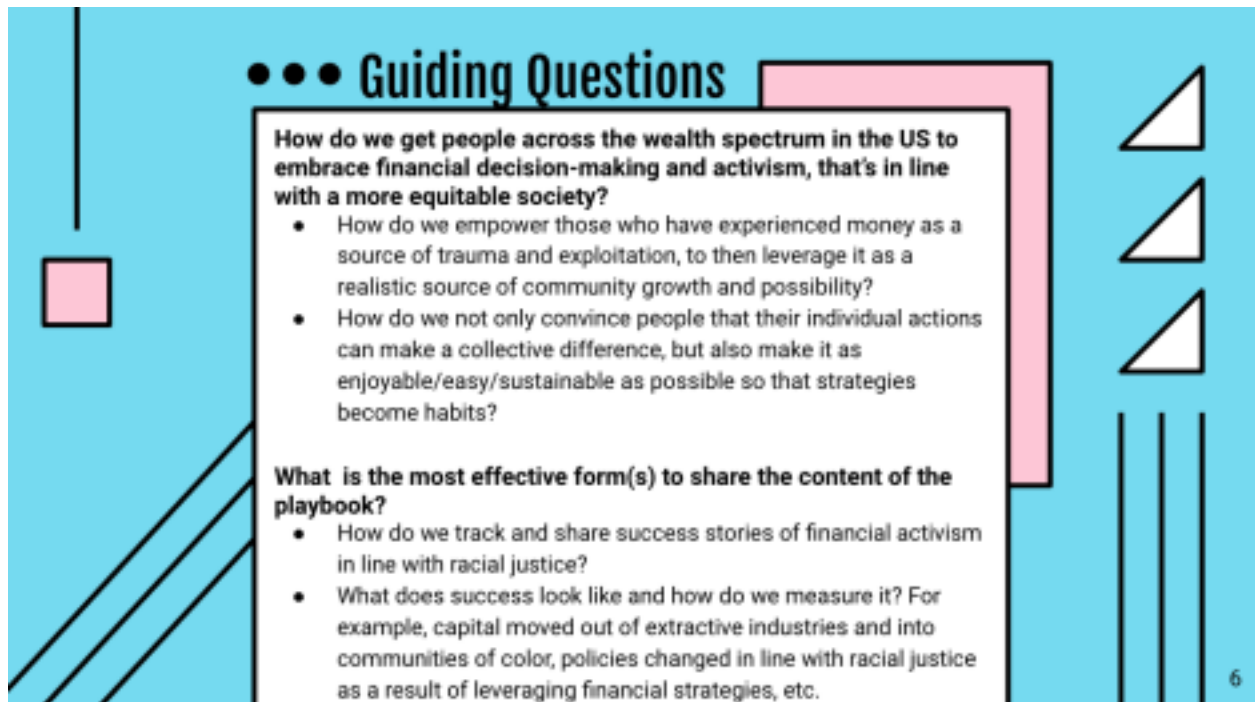 ••• Guiding Questions
How do we get people across the wealth spectrum in the US to
embrace financial decision-making and activism, that's in line
with a more equitable society?
● How do we empower those who have experienced money as a
source of trauma and exploitation, to then leverage it as a
realistic source of community growth and possibility?
● How do we not only convince people that their individual actions
can make a collective difference, but also make it as
enjoyable/easy/sustainable as possible so that strategies
become habits?
What  is the most effective form(s) to share the content of the
playbook?
● How do we track and share success stories of financial activism
in line with racial justice?
● What does success look like and how do we measure it? For
example, capital moved out of extractive industries and into
communities of color, policies changed in line with racial justice
as a result of leveraging financial strategies, etc.
6